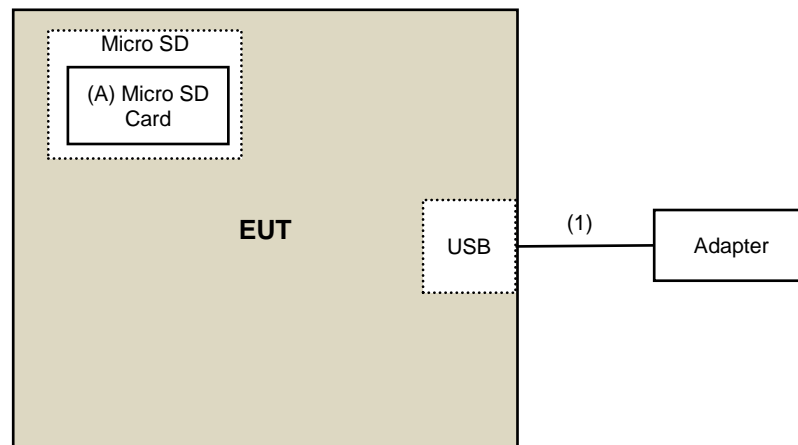 Micro SD
(A) Micro SD
Card
EUT
USB
(1)
Adapter